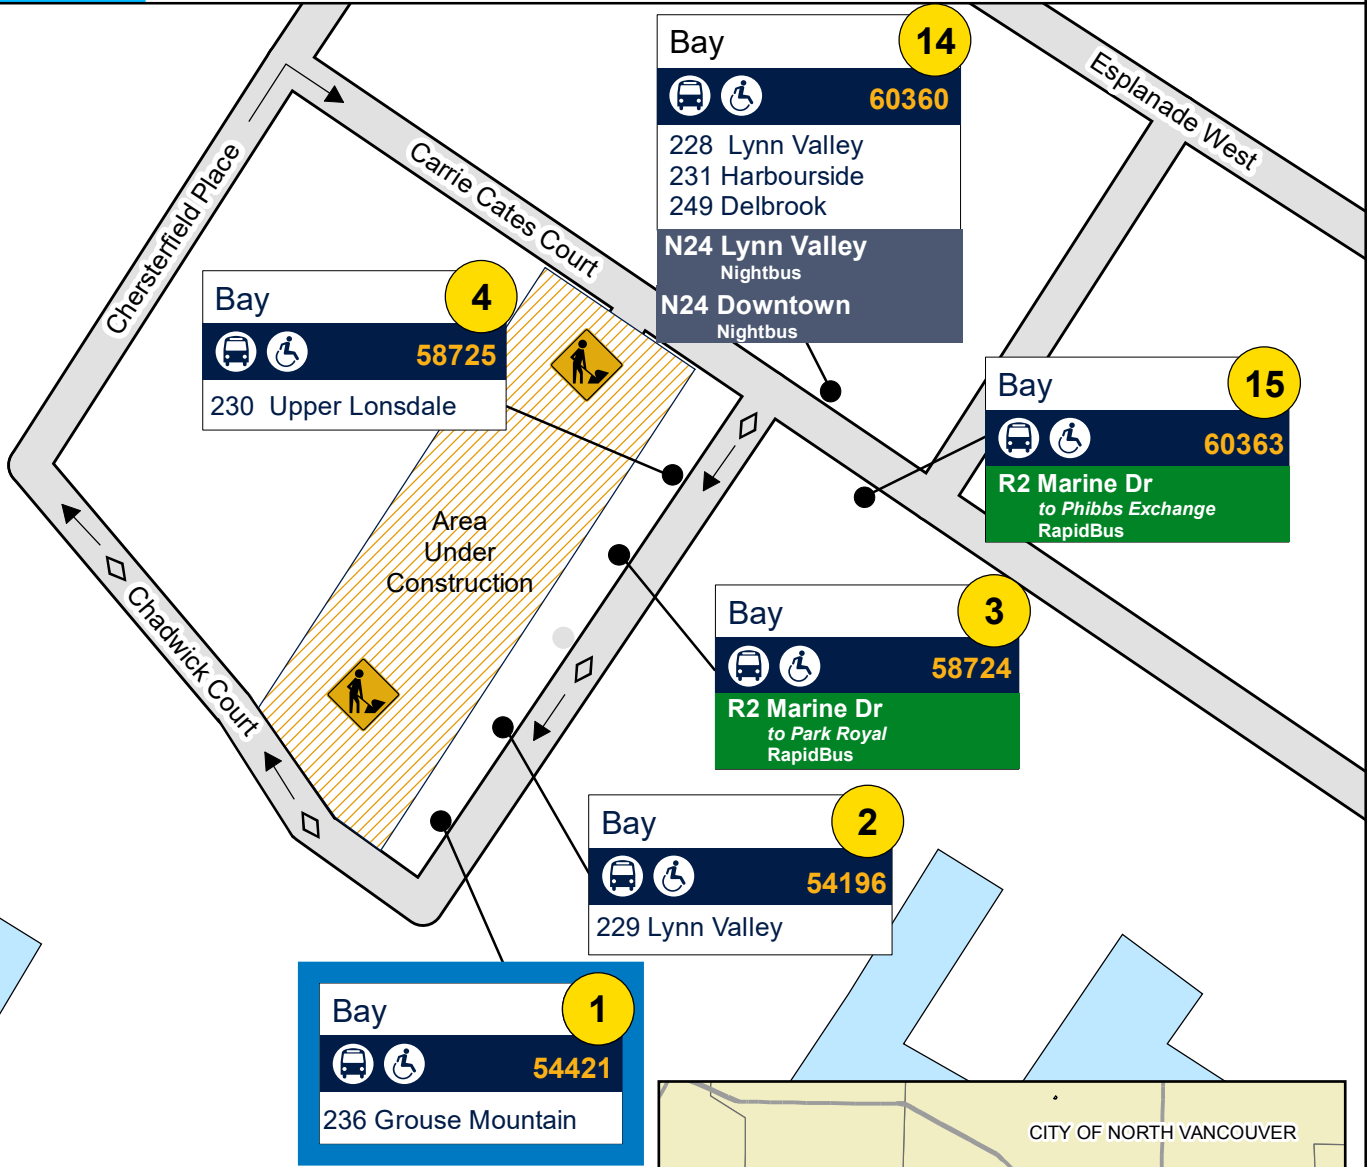 Bay 14
60360
228 Lynn Valley
231 Harbourside
249 Delbrook
N24 Lynn Valley
Nightbus
N24 Downtown
Nightbus
Esplanade West
Carrie Cates Court
Chersterfield Place
Bay 4
58725
230 Upper Lonsdale
Bay 15
60363
R2 Marine Dr
to Phibbs Exchange
RapidBus
Area
Under
Construction
Chadwick Court
Bay 3
58724
R2 Marine Dr
to Park Royal
RapidBus
Bay 2
54196
229 Lynn Valley
Bay 1
54421
236 Grouse Mountain
CITY OF NORTH VANCOUVER